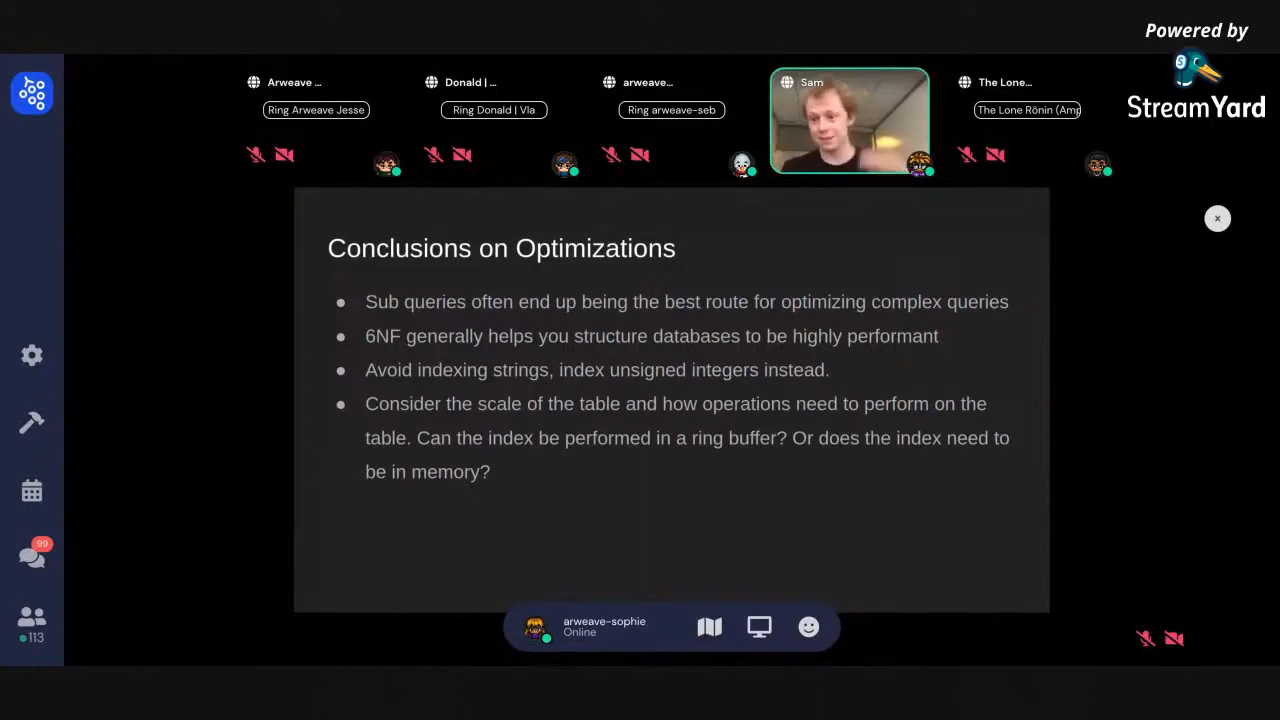 Powered by
StreamYard
Arweave ...
Ring Arweave Jesse
Donald | ...
Ring Donald | Vla
arweave...
Ring arweave-seb
Sam
The Lone...
The Lone Rōnin (Am
Conclusions on Optimizations
● Sub queries often end up being the best route for optimizing complex queries
● 6NF generally helps you structure databases to be highly performant
● Avoid indexing strings, index unsigned integers instead.
● Consider the scale of the table and how operations need to perform on the
table. Can the index be performed in a ring buffer? Or does the index need to
be in memory?
99
113
arweave-sophie
Online